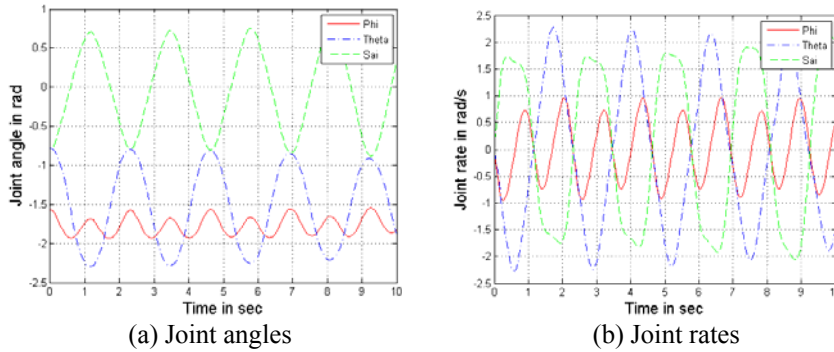 1
0.5
0
-0.5
-1
-1.5
-2
-2.5
Joint angle in rad
Phi
Theta
Sai
0 1 2 3 4 5 6 7 8 9 10
Time in sec
(a) Joint angles
2.5
2
1.5
1
0.5
0
-0.5
-1
-1.5
-2
-2.5
Joint rate in rad/s
Phi
Theta
Sai
0 1 2 3 4 5 6 7 8 9 10
Time in sec
(b) Joint rates